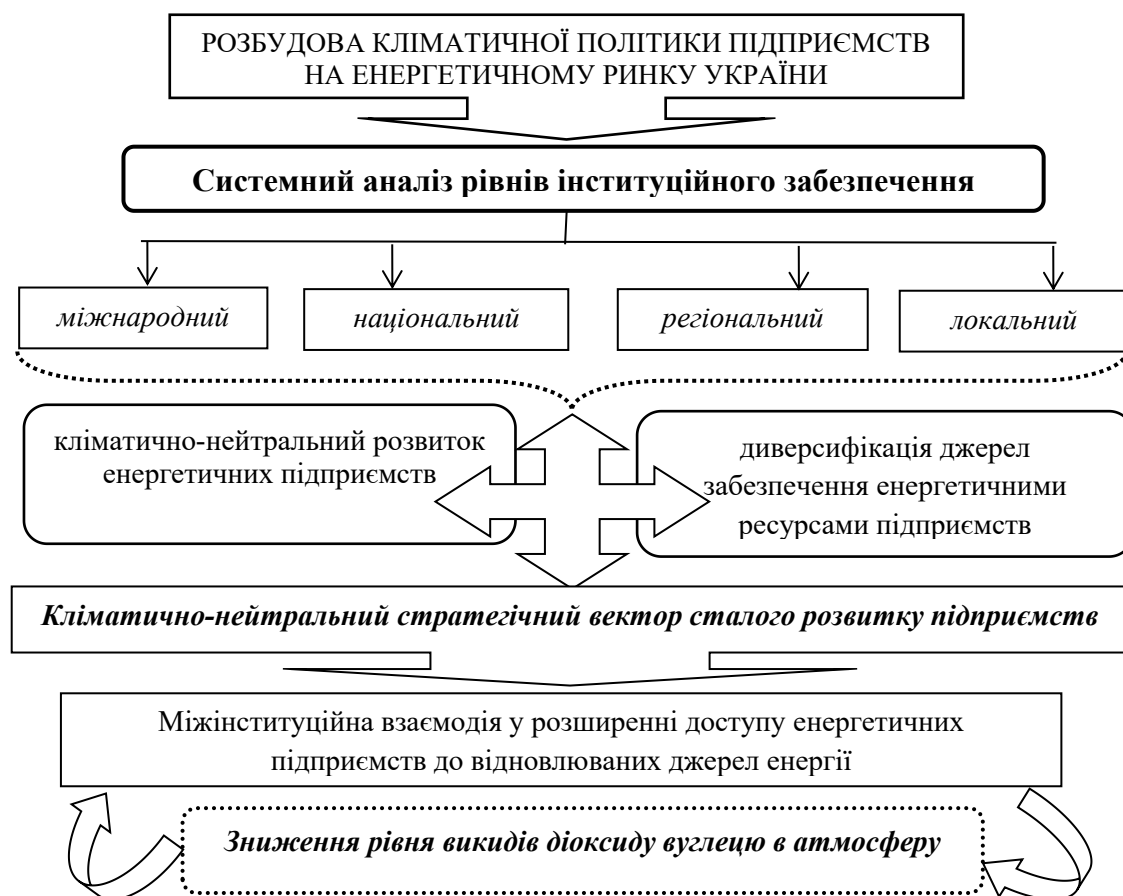 РОЗБУДОВА КЛІМАТИЧНОЇ ПОЛІТИКИ ПІДПРИЄМСТВ
НА ЕНЕРГЕТИЧНОМУ РИНКУ УКРАЇНИ
Системний аналіз рівнів інституційного забезпечення
міжнародний
національний
регіональний
локальний
кліматично-нейтральний розвиток
енергетичних підприємств
диверсифікація джерел
забезпечення енергетичними
ресурсами підприємств
Кліматично-нейтральний стратегічний вектор сталого розвитку підприємств
Міжінституційна взаємодія у розширенні доступу енергетичних
підприємств до відновлюваних джерел енергії
Зниження рівня викидів діоксиду вуглецю в атмосферу